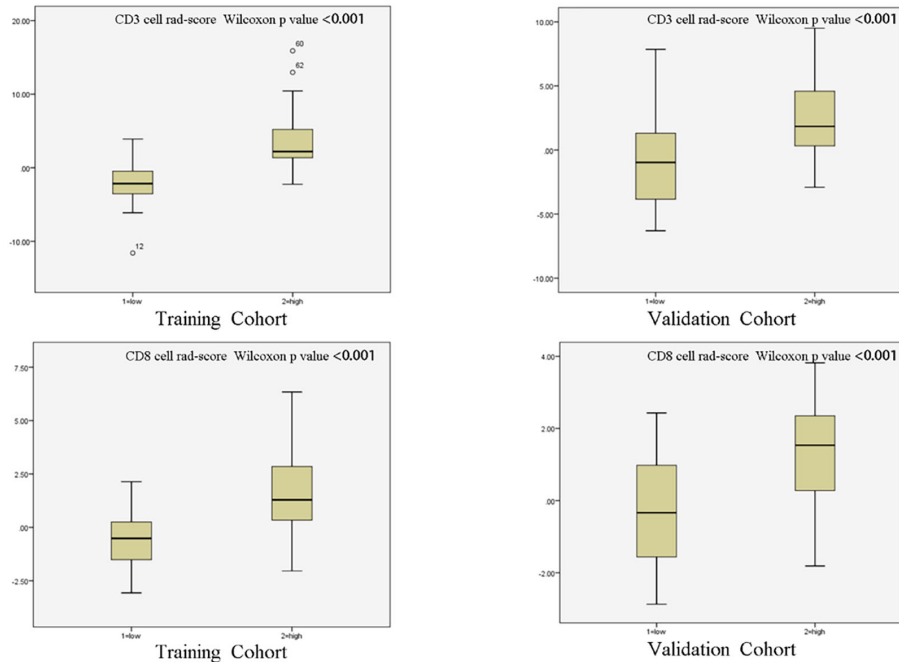 CD3 cell rad-score Wilcoxon p value <0.001
20.00
10.00
.00
-10.00
60
62
12
1=low 2=high
Training Cohort
CD3 cell rad-score Wilcoxon p value <0.001
10.00
5.00
.00
-5.00
-10.00
1=low 2=high
Validation Cohort
CD8 cell rad-score Wilcoxon p value <0.001
7.50
5.00
2.50
.00
-2.50
1=low 2=high
Training Cohort
CD8 cell rad-score Wilcoxon p value <0.001
4.00
2.00
.00
-2.00
1=low 2=high
Validation Cohort